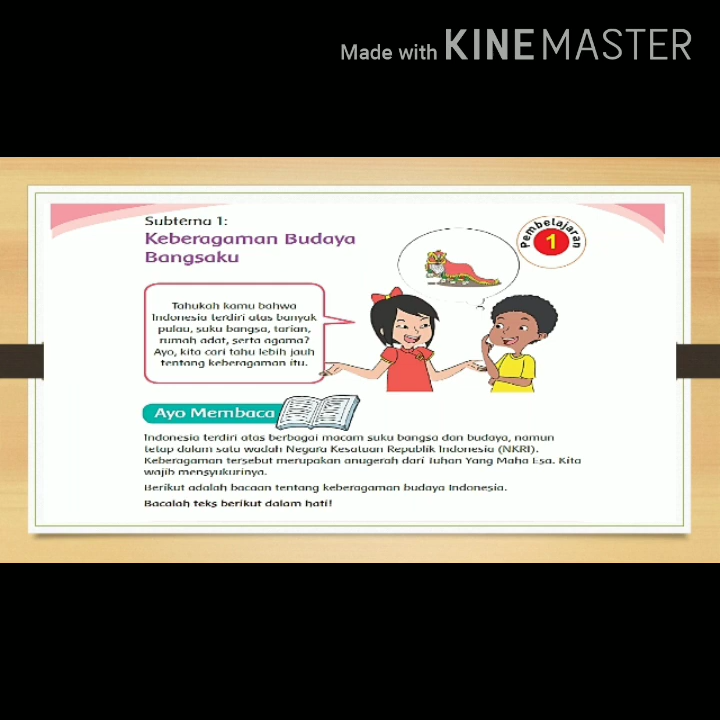 Made with KINEMASTER
Subtema 1:
Keberagaman Budaya
Bangsaku
Pembelajaran
1
Tahukah kamu bahwa
Indonesia terdiri atas banyak
pulau, suku bangsa, tarian,
rumah adat, serta agama?
Ayo, kita cari tahu lebih jauh
tentang keberagaman itu.
Ayo Membaca
Indonesia terdiri atas berbagai macam suku bangsa dan budaya, namun
tetap dalam satu wadah Negara Kesatuan Republik Indonesia (NKRI).
Keberagaman tersebut merupakan anugerah dari Tuhan Yang Maha Esa. Kita
wajib mensyukurinya.
Berikut adalah bacaan tentang keberagaman budaya Indonesia.
Bacalah teks berikut dalam hati!